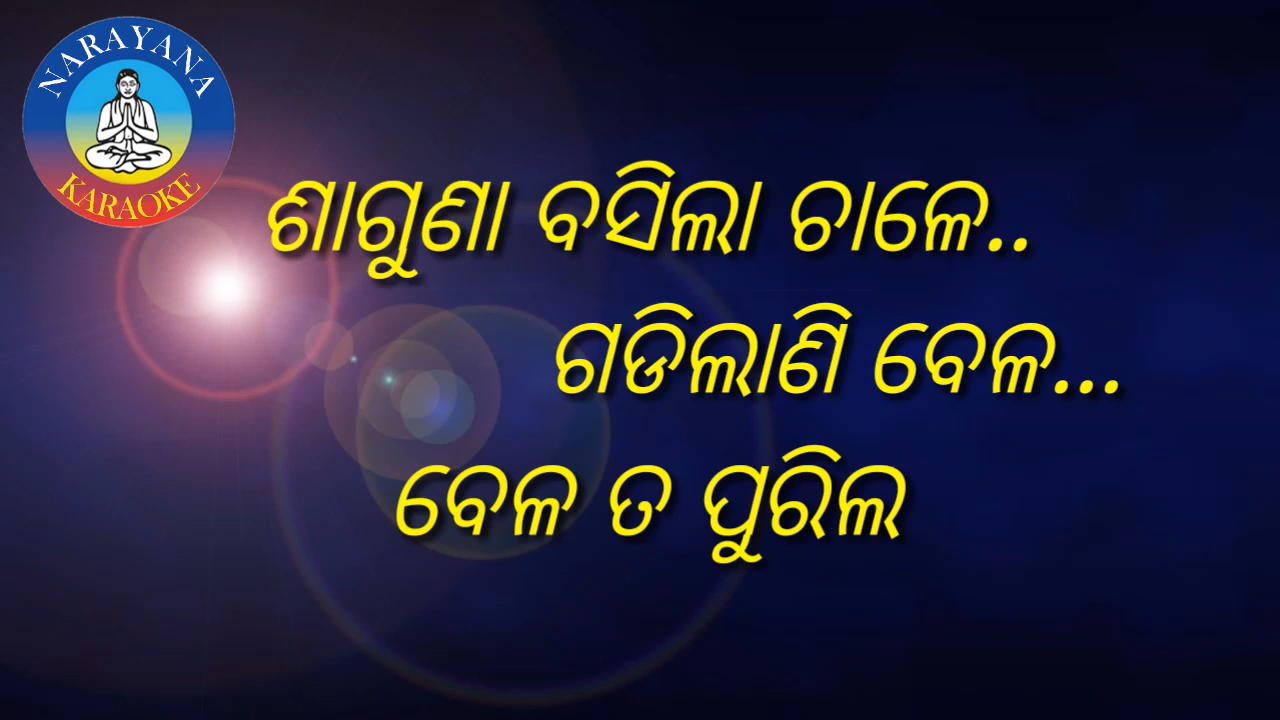 NARAYANA
KARAOKE
ଶାଗୁଣା ବସିଲା ଚାଳେ..
ଗଡିଲାଣି ବେଳ...
ବେଳ ତ ପୁରିଲ